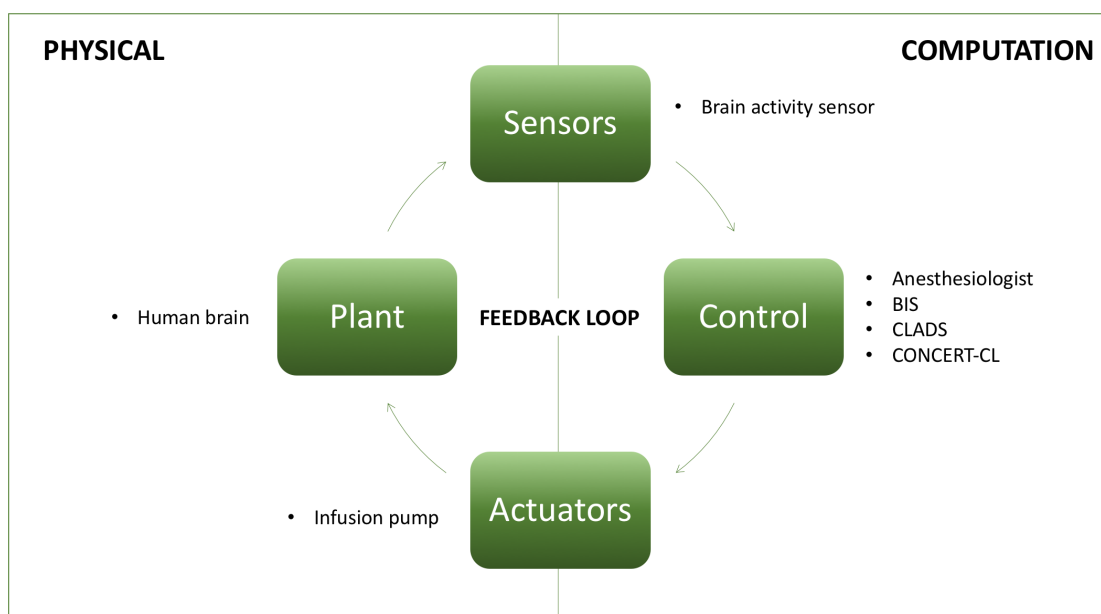 PHYSICAL
COMPUTATION
Sensors
• Brain activity sensor
• Human brain
Plant
FEEDBACK LOOP
Control
• Anesthesiologist
• BIS
• CLADS
• CONCERT-CL
• Infusion pump
Actuators